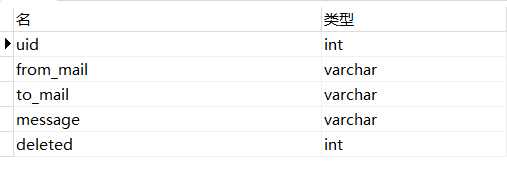 名 类型
uid int
from_mail varchar
to_mail varchar
message varchar
deleted int